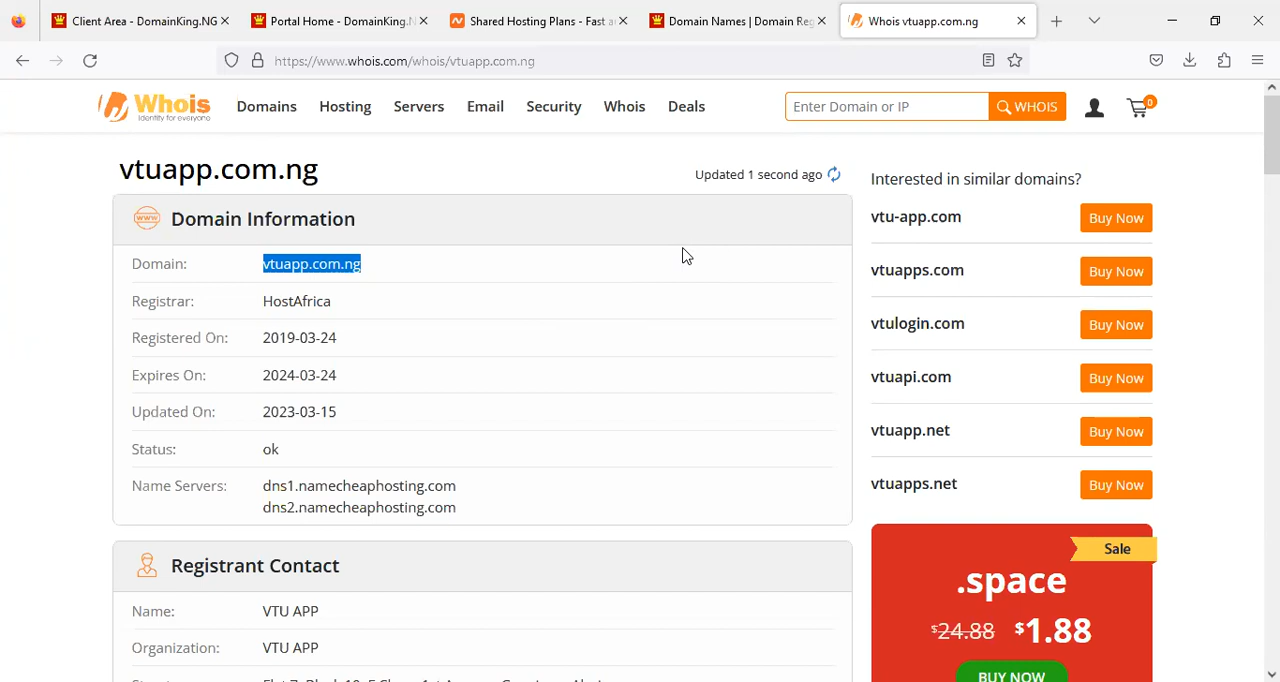 Client Area - DomainKing.NG
Portal Home - DomainKing.N
Shared Hosting Plans - Fast a
Domain Names | Domain Reg
Whois vtuapp.com.ng
https://www.whois.com/whois/vtuapp.com.ng
Whois
Identity for everyone
Domains
Hosting
Servers
Email
Security
Whois
Deals
Enter Domain or IP
WHOIS
0
vtuapp.com.ng
Updated 1 second ago
WWW
Domain Information
Domain: vtuapp.com.ng
Registrar: HostAfrica
Registered On: 2019-03-24
Expires On: 2024-03-24
Updated On: 2023-03-15
Status: ok
Name Servers: dns1.namecheaphosting.com
dns2.namecheaphosting.com
Registrant Contact
Name: VTU APP
Organization: VTU APP
Interested in similar domains?
vtu-app.com Buy Now
vtuapps.com Buy Now
vtulogin.com Buy Now
vtuapi.com Buy Now
vtuapp.net Buy Now
vtuapps.net Buy Now
Sale
.space
$24.88 $1.88
BUY NOW